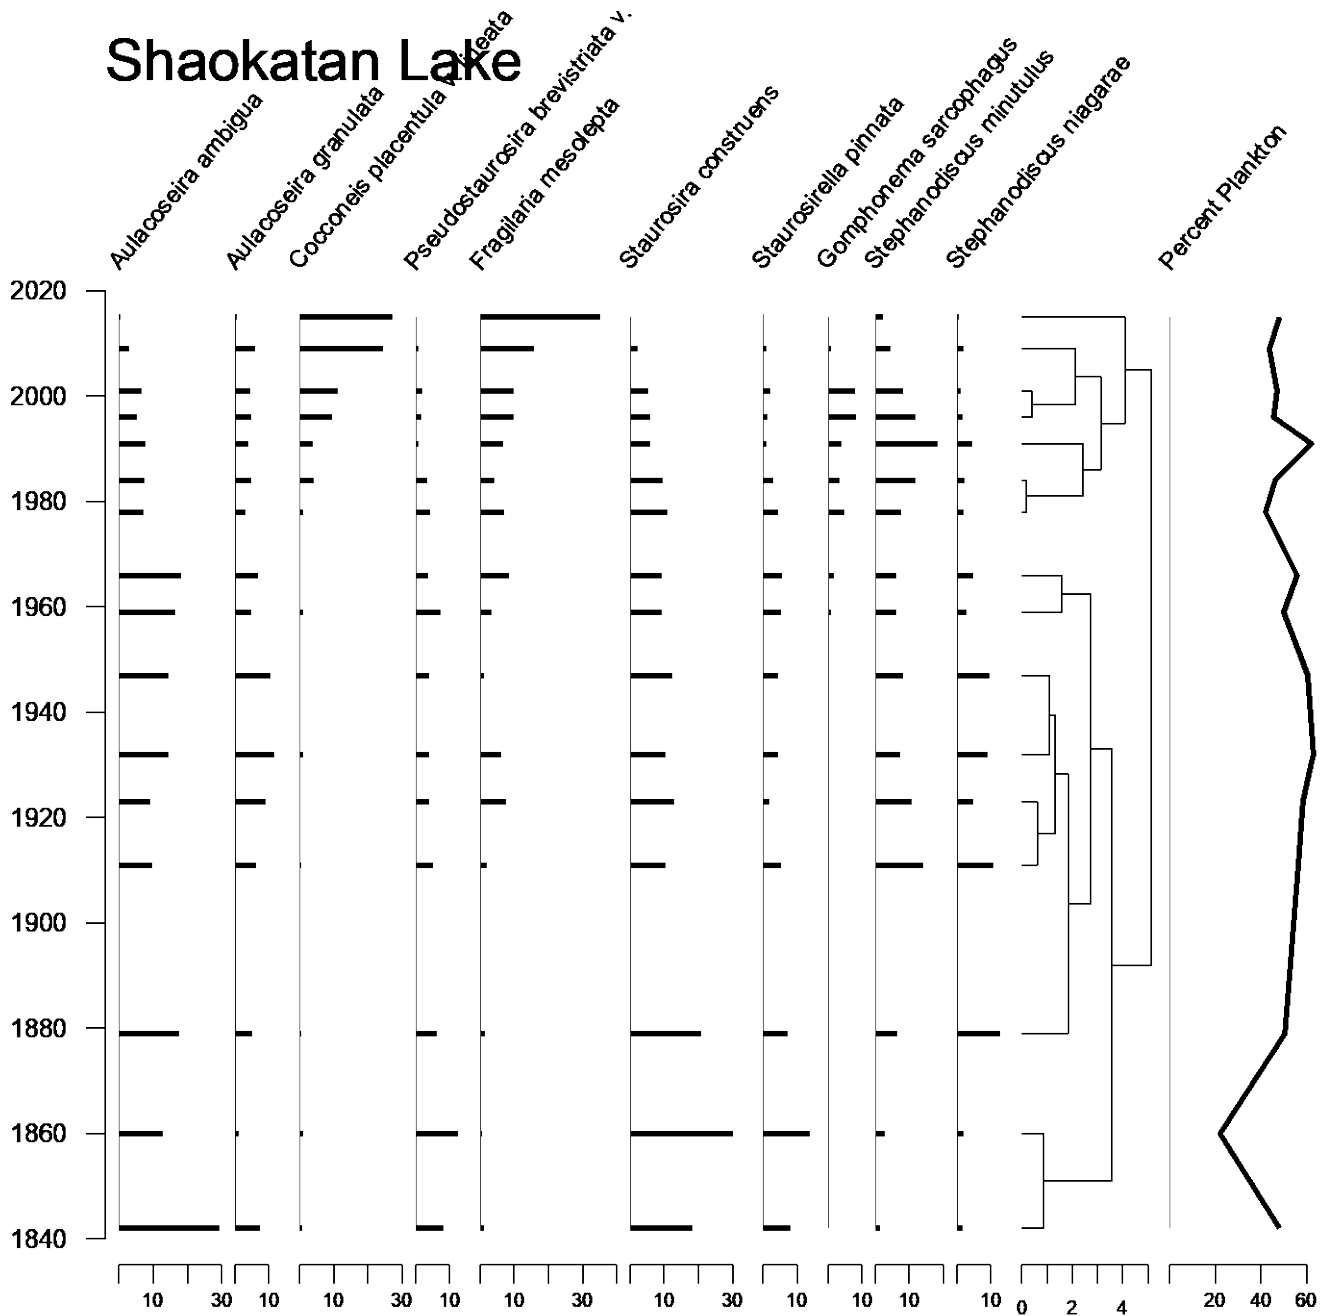 Shaokatan Lake
Aulacoseira ambigua
Aulacoseira granulata
Cocconeis placentula v. lineata
Pseudostaurosira brevistriata v.
Fragilaria mesolepta
Staurosira construens
Staurosirella pinnata
Gomphonema sarcophagus
Stephanodiscus minutulus
Stephanodiscus niagarae
Percent Plankton
2020
2000
1980
1960
1940
1920
1900
1880
1860
1840
10 30 10 10 30 10 10 30 10 30 10 10 10 10 0 2 4 20 40 60